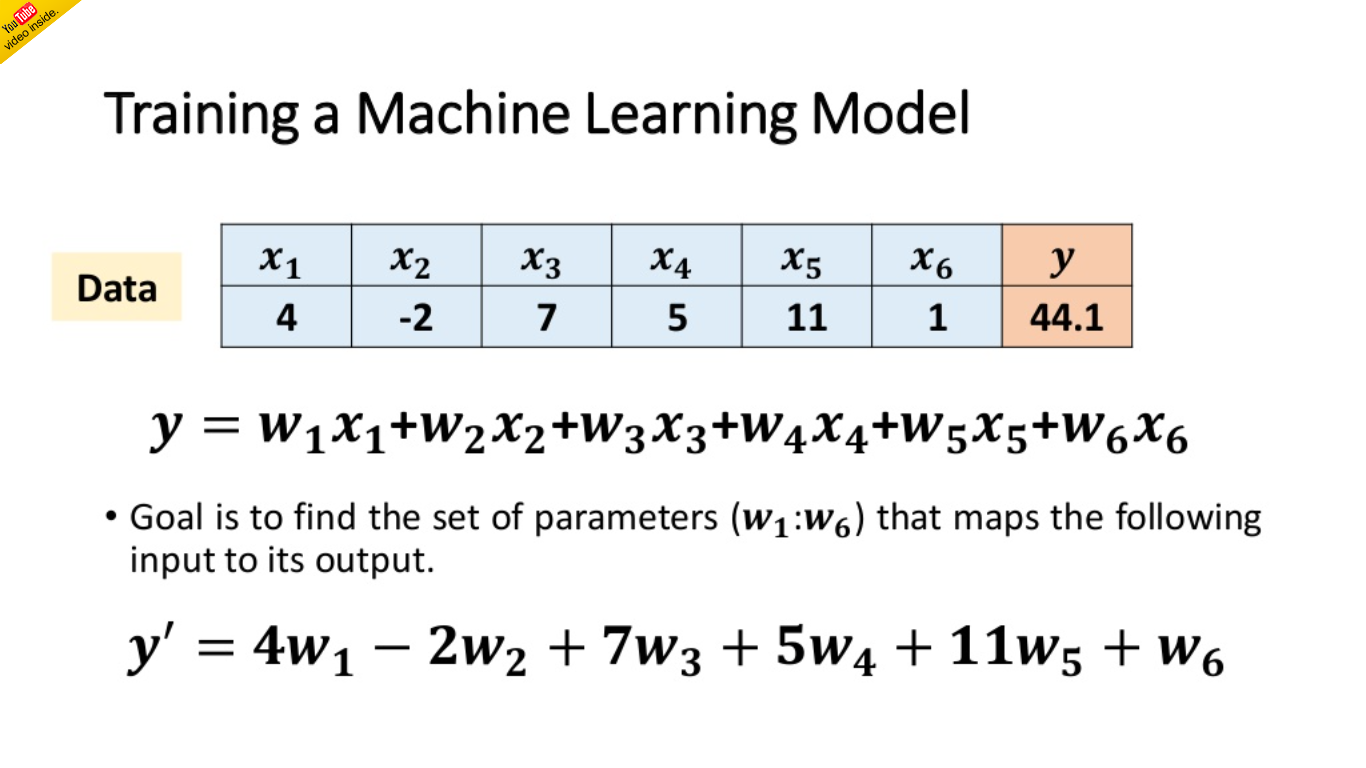 YouTube
video inside.
Training a Machine Learning Model
Data
x₁ x₂ x₃ x₄ x₅ x₆ y
4 -2 7 5 11 1 44.1
y = w₁x₁+w₂x₂+w₃x₃+w₄x₄+w₅x₅+w₆x₆
• Goal is to find the set of parameters (w₁:w₆) that maps the following
input to its output.
y′ = 4w₁ − 2w₂ + 7w₃ + 5w₄ + 11w₅ + w₆